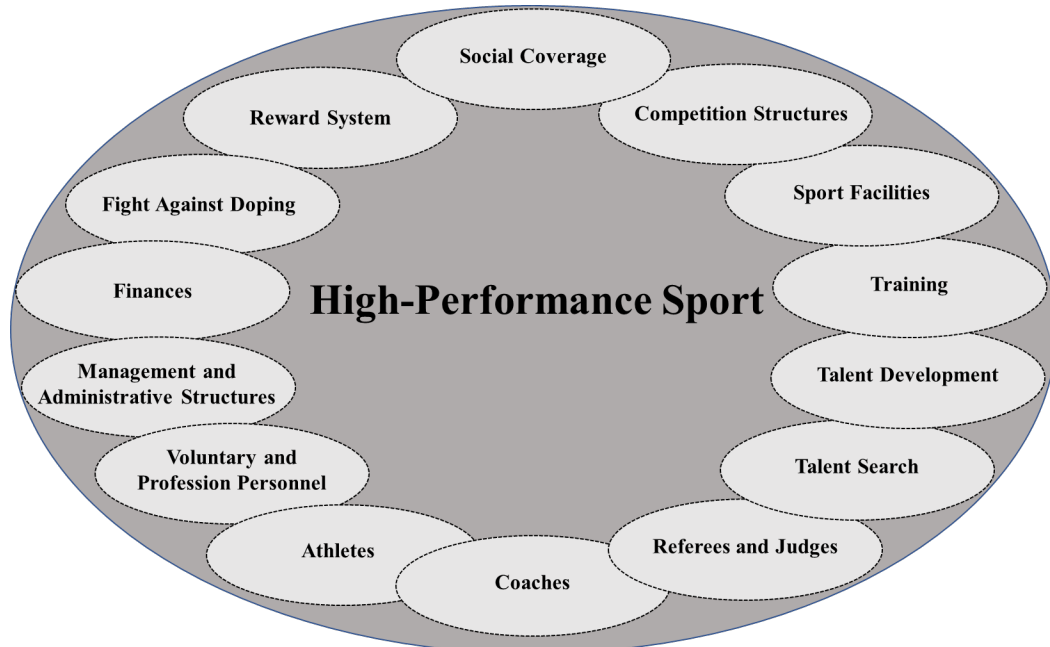 Social Coverage
Competition Structures
Reward System
Sport Facilities
Fight Against Doping
Training
Finances
High-Performance Sport
Management and
Administrative Structures
Talent Development
Voluntary and
Profession Personnel
Talent Search
Athletes
Referees and Judges
Coaches